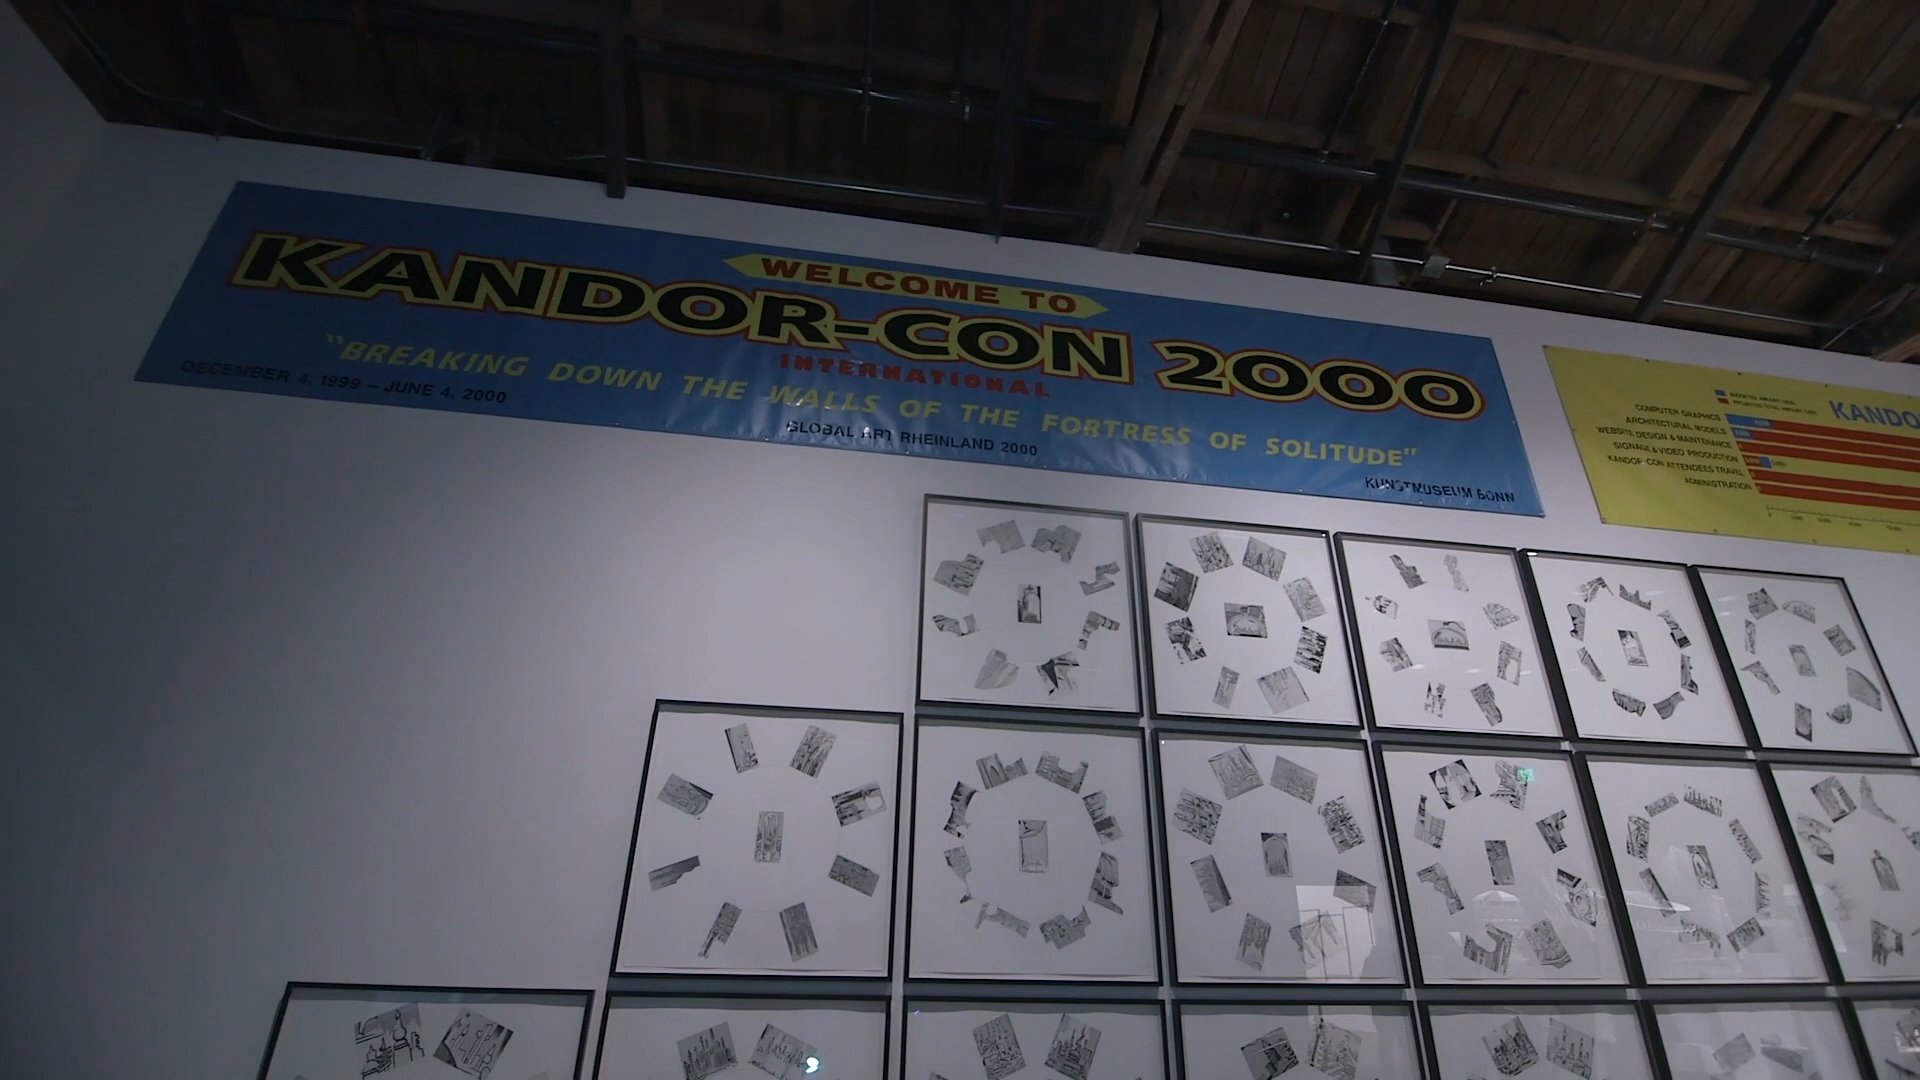 WELCOME TO
KANDOR-CON 2000
INTERNATIONAL
"BREAKING DOWN THE WALLS OF THE FORTRESS OF SOLITUDE"
DECEMBER 4, 1999 – JUNE 4, 2000
GLOBAL ART RHEINLAND 2000
KUNSTMUSEUM BONN
KANDO
COMPUTER GRAPHICS
ARCHITECTURAL MODELS
WEBSITE DESIGN & MAINTENANCE
SIGNAGE & VIDEO PRODUCTION
KANDOR-CON ATTENDEES TRAVEL
ADMINISTRATION